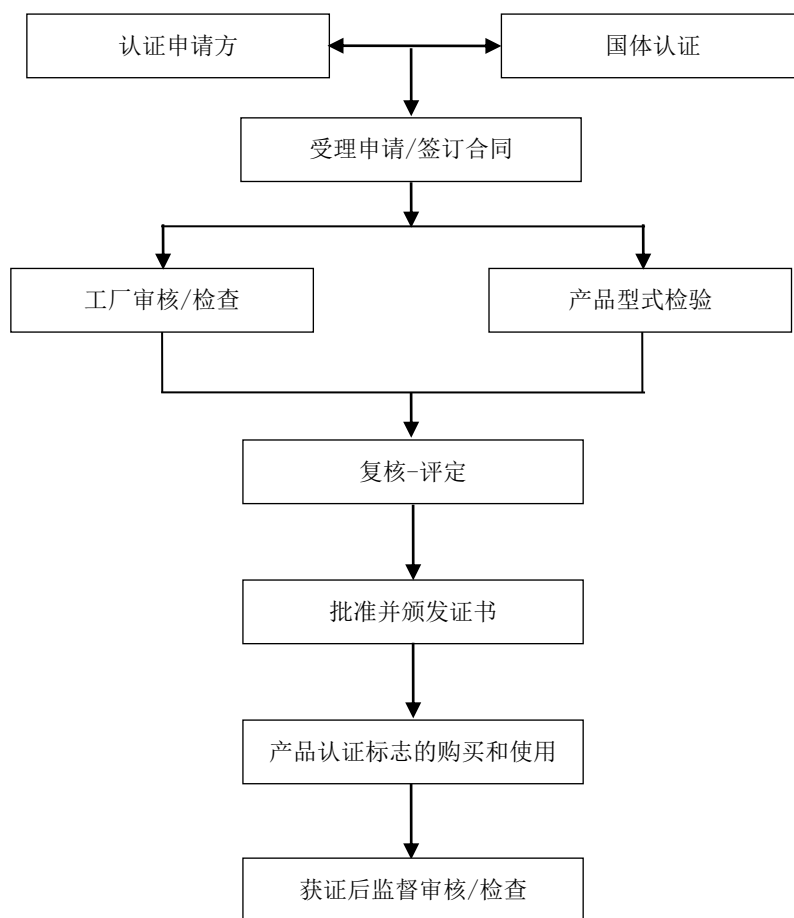 认证申请方
国体认证
受理申请/签订合同
工厂审核/检查
产品型式检验
复核-评定
批准并颁发证书
产品认证标志的购买和使用
获证后监督审核/检查